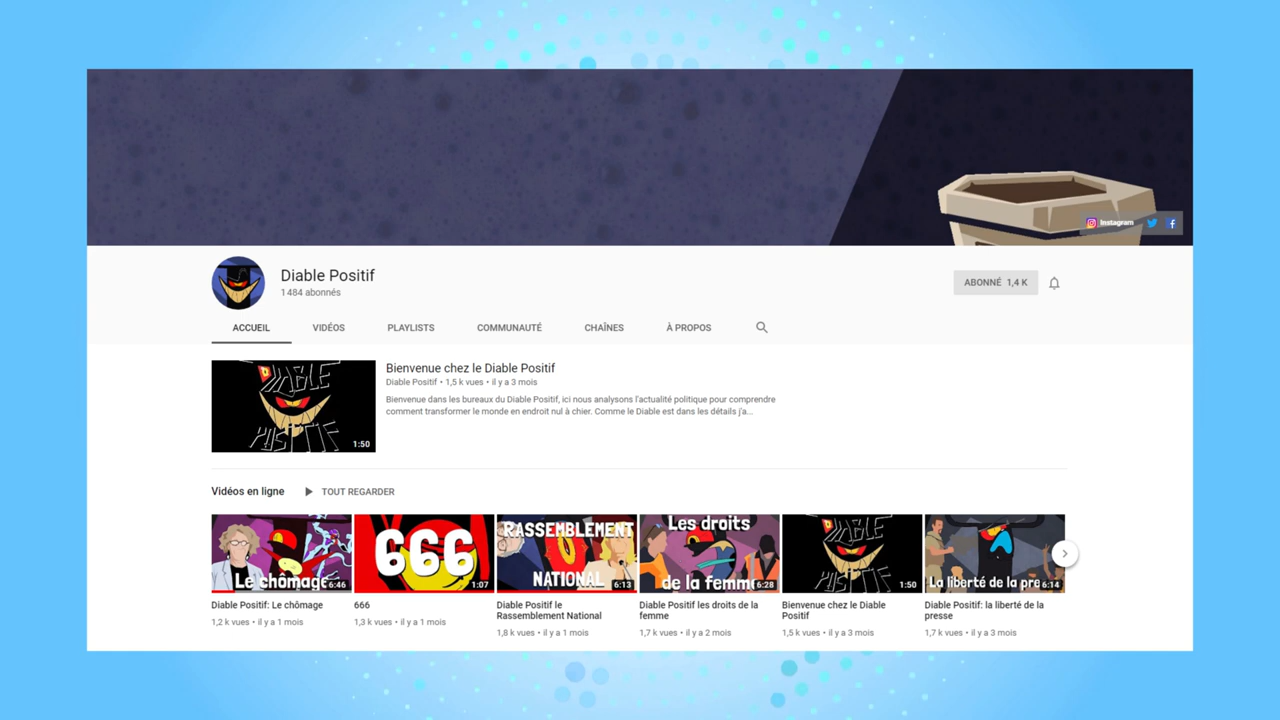 Instagram
Diable Positif
1 484 abonnés
ABONNÉ 1,4 K
ACCUEIL VIDÉOS PLAYLISTS COMMUNAUTÉ CHAÎNES À PROPOS
DIABLE
POSITIF
1:50
Bienvenue chez le Diable Positif
Diable Positif • 1,5 k vues • il y a 3 mois
Bienvenue dans les bureaux du Diable Positif, ici nous analysons l'actualité politique pour comprendre
comment transformer le monde en endroit nul à chier. Comme le Diable est dans les détails j'a...
Vidéos en ligne TOUT REGARDER
Le chômage
6:46
Diable Positif: Le chômage
1,2 k vues • il y a 1 mois
666
1:07
666
1,3 k vues • il y a 1 mois
RASSEMBLEMENT
NATIONAL
6:13
Diable Positif le
Rassemblement National
1,8 k vues • il y a 1 mois
Les droits
de la femme
6:28
Diable Positif les droits de la
femme
1,7 k vues • il y a 2 mois
DIABLE
POSITIF
1:50
Bienvenue chez le Diable
Positif
1,5 k vues • il y a 3 mois
La liberté de la pre
6:14
Diable Positif: la liberté de la
presse
1,7 k vues • il y a 3 mois